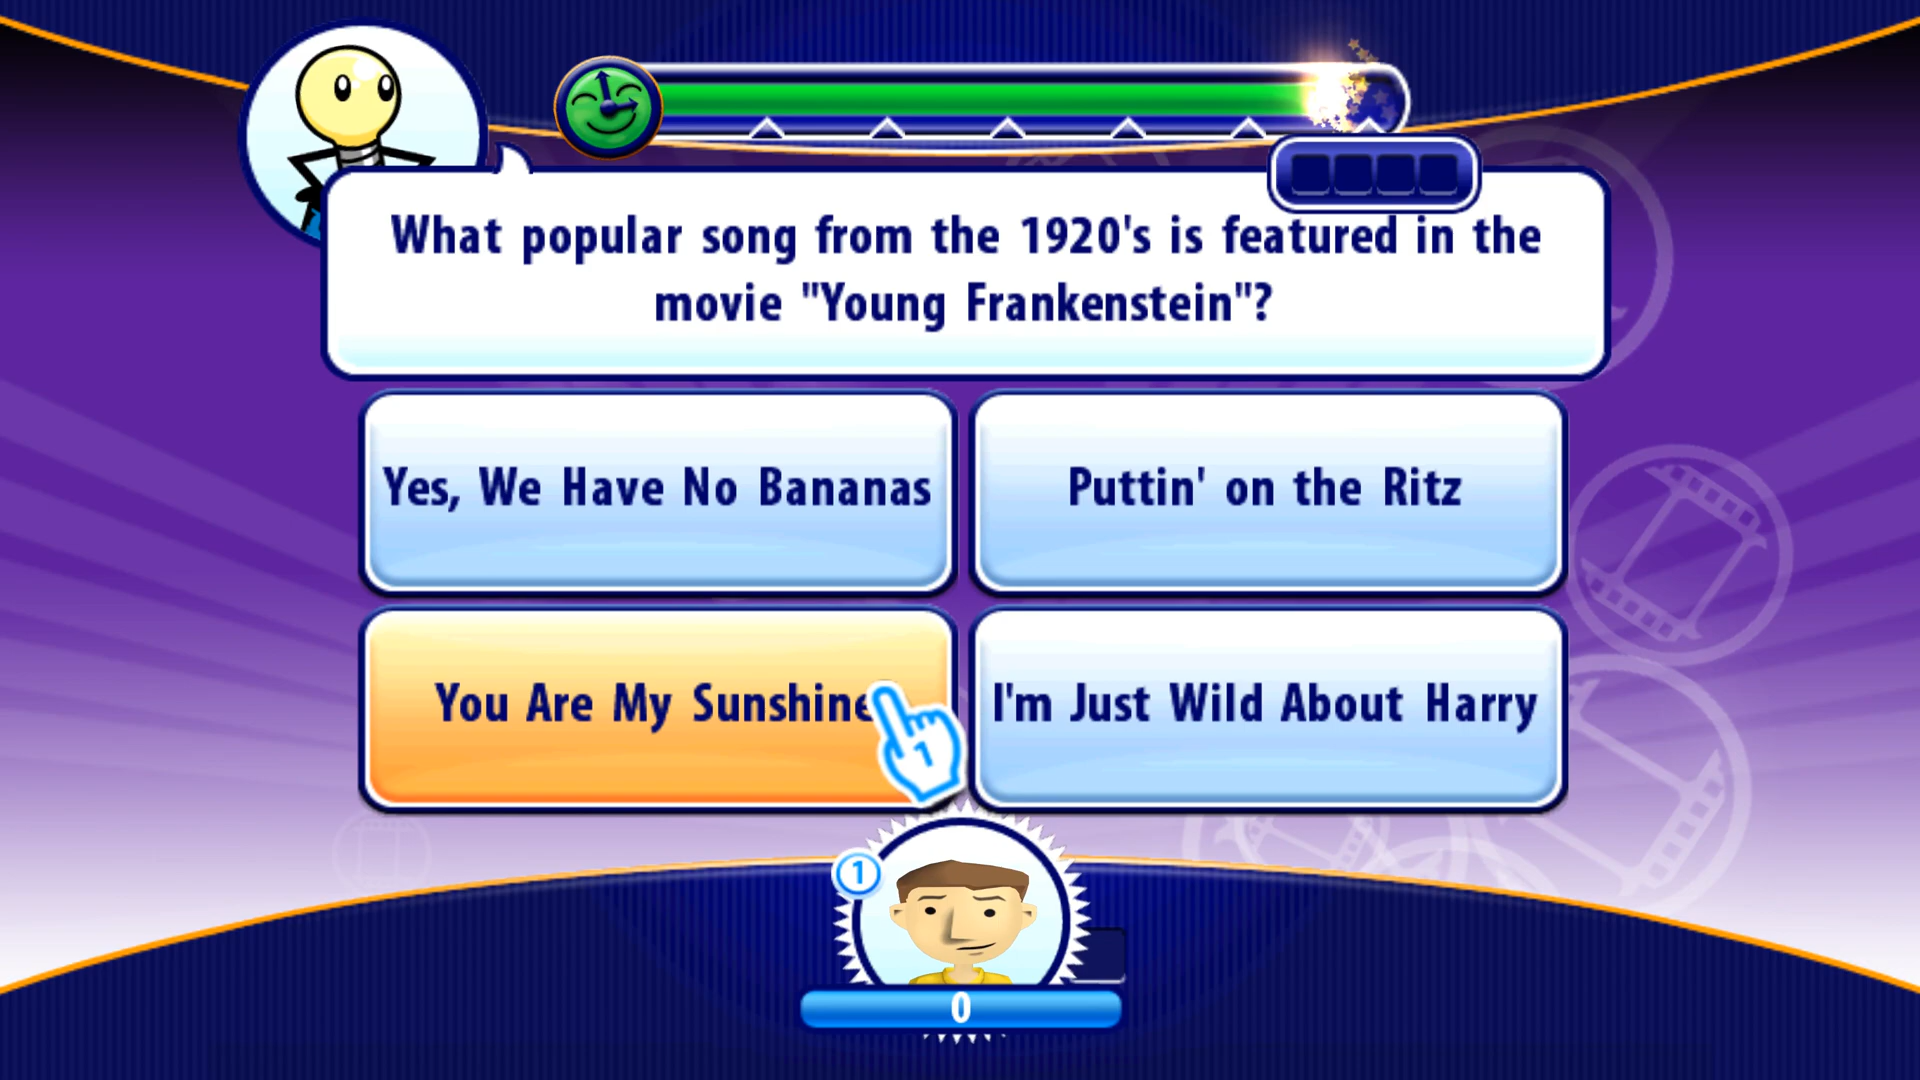 What popular song from the 1920's is featured in the
movie "Young Frankenstein"?
Yes, We Have No Bananas
Puttin' on the Ritz
You Are My Sunshine
I'm Just Wild About Harry
1
1
0